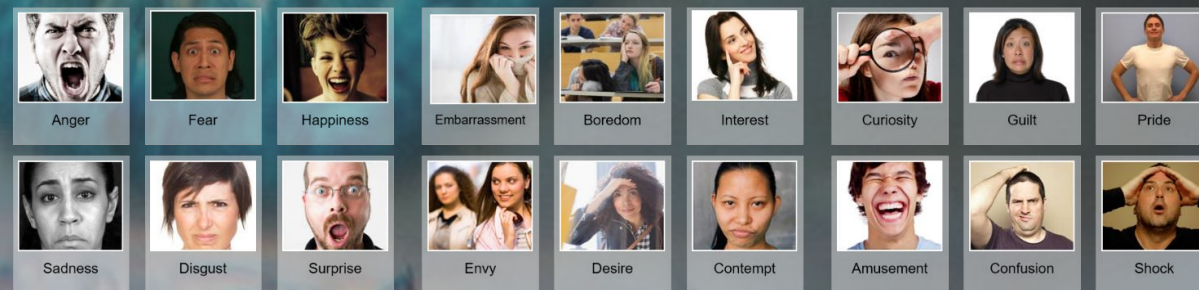 Anger Fear Happiness Embarrassment Boredom Interest Curiosity Guilt Pride
Sadness Disgust Surprise Envy Desire Contempt Amusement Confusion Shock